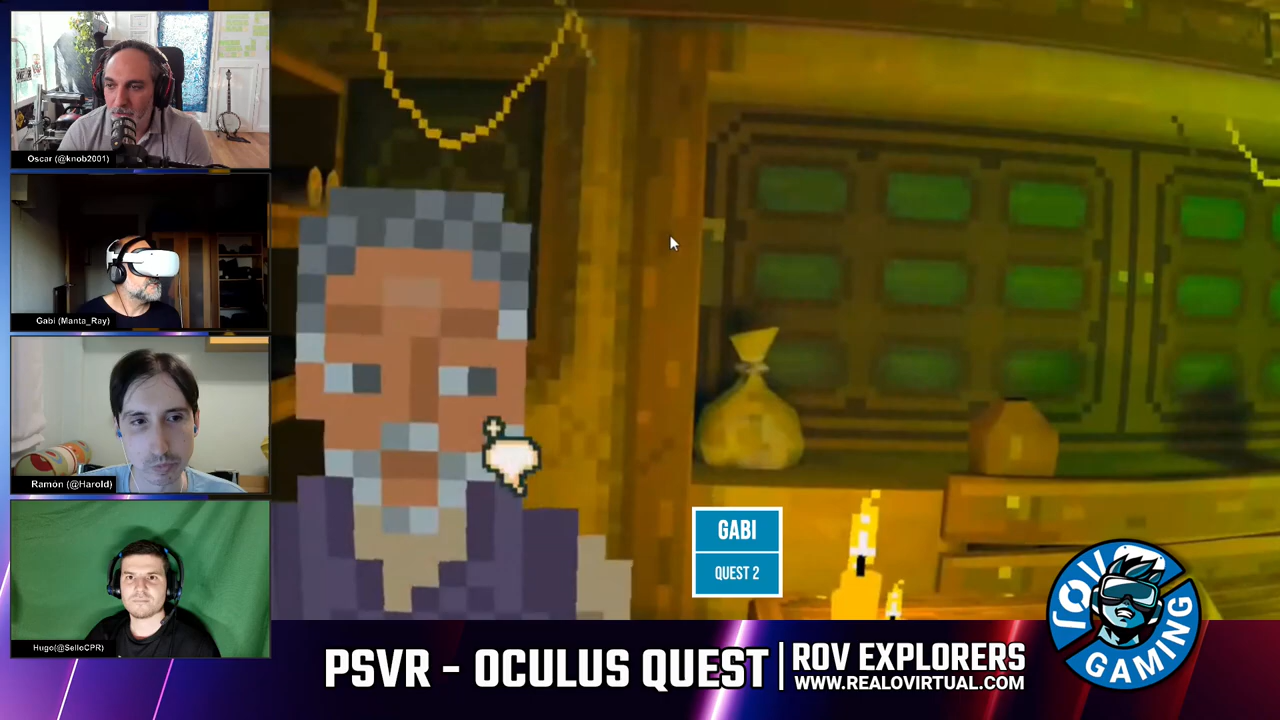 Oscar (@knob2001)
Gabi (Manta_Ray)
Ramón (@Harold)
Hugo(@SelloCPR)
GABI
QUEST 2
PSVR - OCULUS QUEST
ROV EXPLORERS
WWW.REALOVIRTUAL.COM
ROV
GAMING